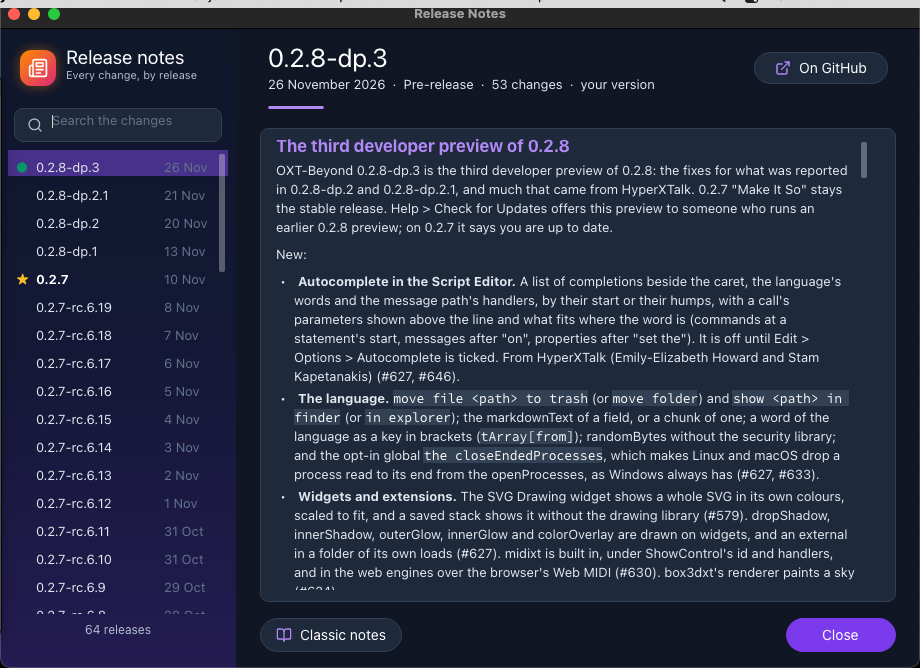 Release Notes
Release notes
Every change, by release
Search the changes
0.2.8-dp.3 26 Nov
0.2.8-dp.2.1 21 Nov
0.2.8-dp.2 20 Nov
0.2.8-dp.1 13 Nov
0.2.7 10 Nov
0.2.7-rc.6.19 8 Nov
0.2.7-rc.6.18 7 Nov
0.2.7-rc.6.17 6 Nov
0.2.7-rc.6.16 5 Nov
0.2.7-rc.6.15 4 Nov
0.2.7-rc.6.14 3 Nov
0.2.7-rc.6.13 2 Nov
0.2.7-rc.6.12 1 Nov
0.2.7-rc.6.11 31 Oct
0.2.7-rc.6.10 31 Oct
0.2.7-rc.6.9 29 Oct
64 releases
0.2.8-dp.3
26 November 2026 · Pre-release · 53 changes · your version
On GitHub
The third developer preview of 0.2.8
OXT-Beyond 0.2.8-dp.3 is the third developer preview of 0.2.8: the fixes for what was reported
in 0.2.8-dp.2 and 0.2.8-dp.2.1, and much that came from HyperXTalk. 0.2.7 "Make It So" stays
the stable release. Help > Check for Updates offers this preview to someone who runs an
earlier 0.2.8 preview; on 0.2.7 it says you are up to date.
New:
• Autocomplete in the Script Editor. A list of completions beside the caret, the language's
words and the message path's handlers, by their start or their humps, with a call's
parameters shown above the line and what fits where the word is (commands at a
statement's start, messages after "on", properties after "set the"). It is off until Edit >
Options > Autocomplete is ticked. From HyperXTalk (Emily-Elizabeth Howard and Stam
Kapetanakis) (#627, #646).
• The language. move file <path> to trash (or move folder) and show <path> in
finder (or in explorer); the markdownText of a field, or a chunk of one; a word of the
language as a key in brackets (tArray[from]); randomBytes without the security library;
and the opt-in global the closeEndedProcesses, which makes Linux and macOS drop a
process read to its end from the openProcesses, as Windows always has (#627, #633).
• Widgets and extensions. The SVG Drawing widget shows a whole SVG in its own colours,
scaled to fit, and a saved stack shows it without the drawing library (#579). dropShadow,
innerShadow, outerGlow, innerGlow and colorOverlay are drawn on widgets, and an external
in a folder of its own loads (#627). midixt is built in, under ShowControl's id and handlers,
and in the web engines over the browser's Web MIDI (#630). box3dxt's renderer paints a sky
Classic notes
Close